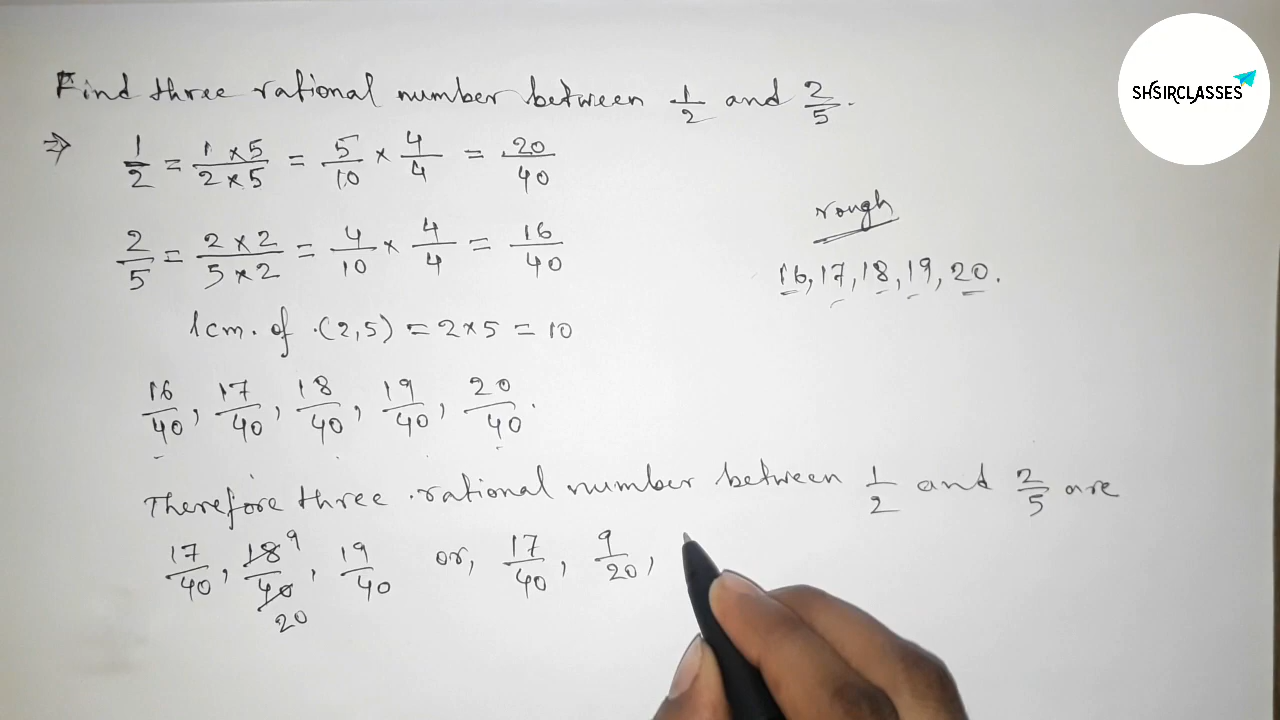 SHSIRCLASSES
Find three rational number between 1/2 and 2/5.
⇒ 1/2 = 1×5/2×5 = 5/10 × 4/4 = 20/40
2/5 = 2×2/5×2 = 4/10 × 4/4 = 16/40
rough
16, 17, 18, 19, 20.
lcm. of (2,5) = 2×5 = 10
16/40, 17/40, 18/40, 19/40, 20/40.
Therefore three rational number between 1/2 and 2/5 are
17/40, 18/40 9/20, 19/40 or, 17/40, 9/20,